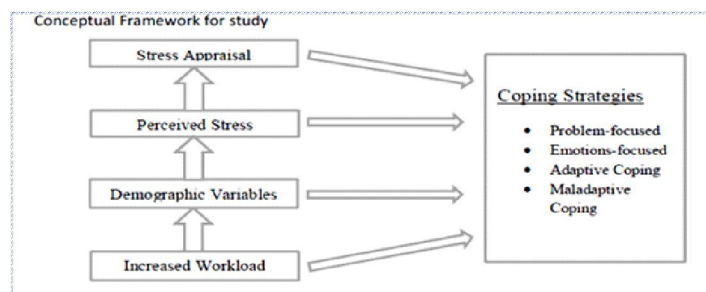 Conceptual Framework for study
Stress Appraisal
Perceived Stress
Demographic Variables
Increased Workload
Coping Strategies
• Problem-focused
• Emotions-focused
• Adaptive Coping
• Maladaptive
Coping